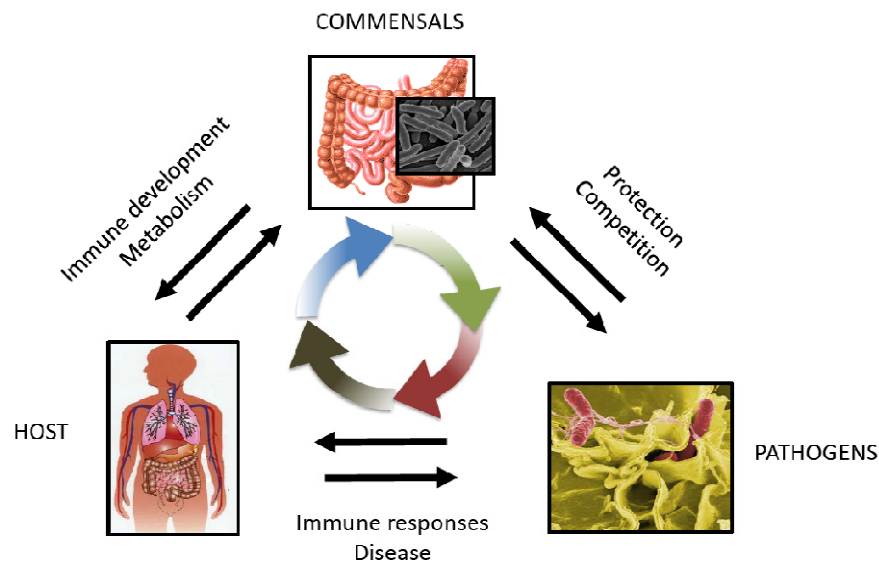 COMMENSALS
Immune development
Metabolism
Protection
Competition
HOST
PATHOGENS
Immune responses
Disease